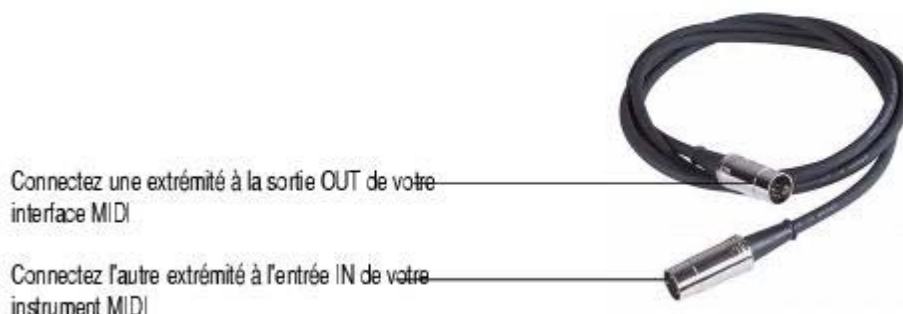 Connectez une extrémité à la sortie OUT de votre
interface MIDI
Connectez l'autre extrémité à l'entrée IN de votre
instrument MIDI